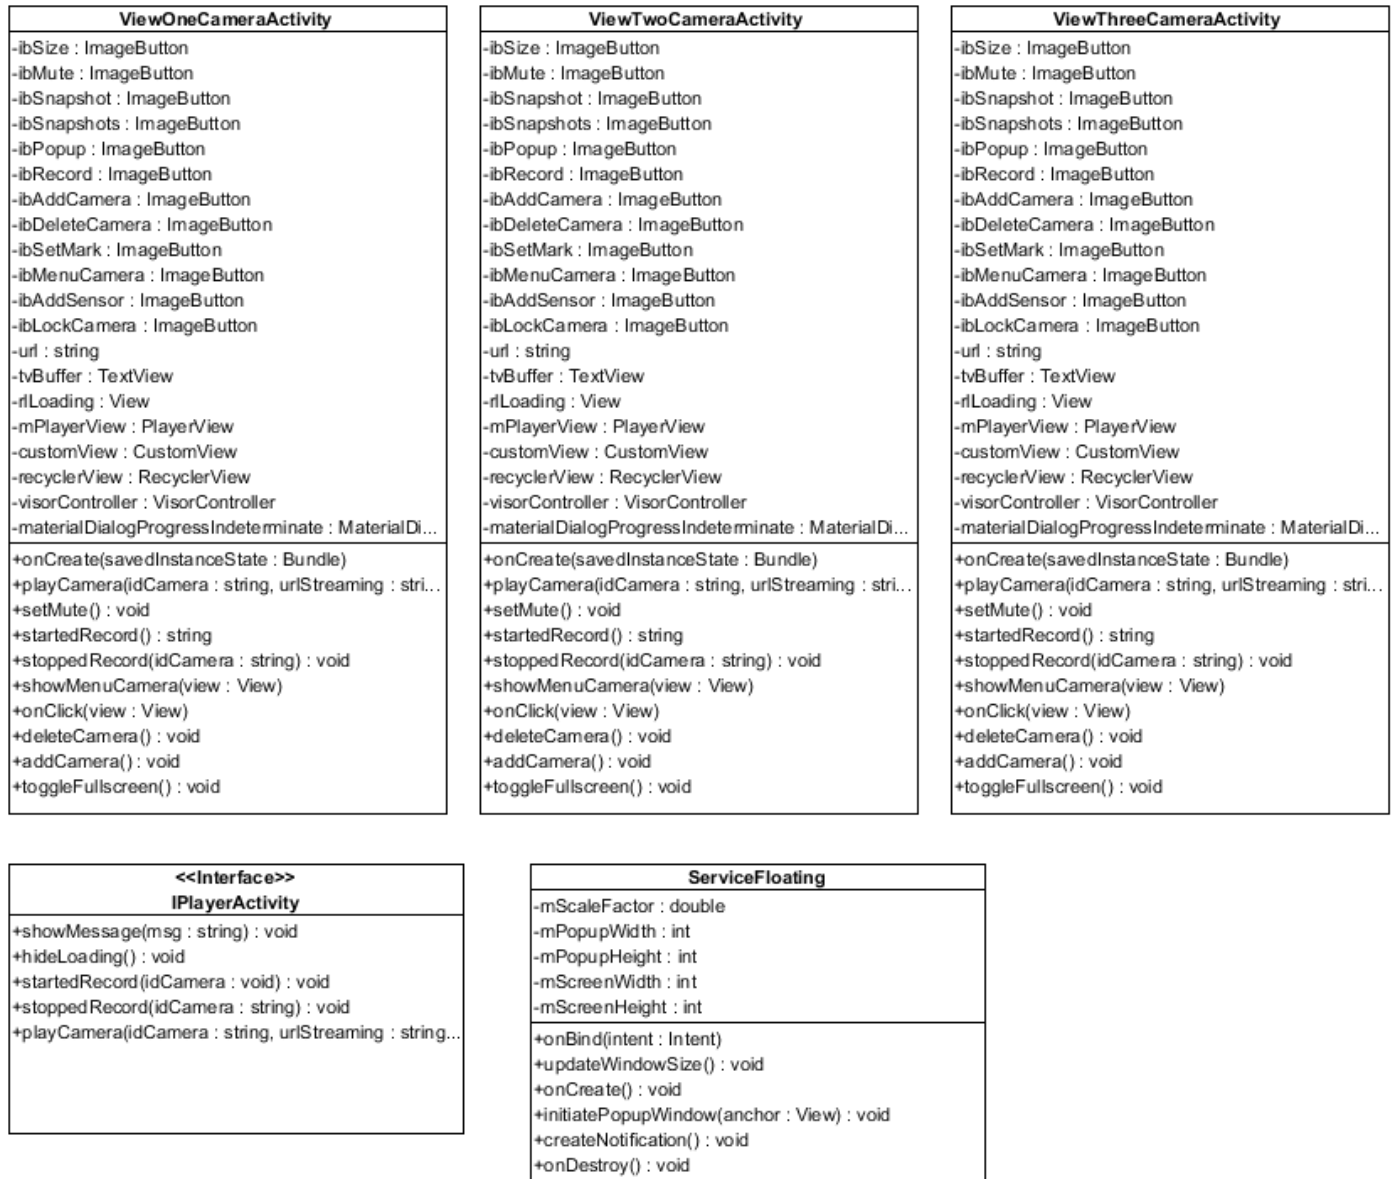 ViewOneCameraActivity
-ibSize : ImageButton
-ibMute : ImageButton
-ibSnapshot : ImageButton
-ibSnapshots : ImageButton
-ibPopup : ImageButton
-ibRecord : ImageButton
-ibAddCamera : ImageButton
-ibDeleteCamera : ImageButton
-ibSetMark : ImageButton
-ibMenuCamera : ImageButton
-ibAddSensor : ImageButton
-ibLockCamera : ImageButton
-url : string
-tvBuffer : TextView
-rlLoading : View
-mPlayerView : PlayerView
-customView : CustomView
-recyclerView : RecyclerView
-visorController : VisorController
-materialDialogProgressIndeterminate : MaterialDi...
+onCreate(savedInstanceState : Bundle)
+playCamera(idCamera : string, urlStreaming : stri...
+setMute() : void
+startedRecord() : string
+stoppedRecord(idCamera : string) : void
+showMenuCamera(view : View)
+onClick(view : View)
+deleteCamera() : void
+addCamera() : void
+toggleFullscreen() : void
ViewTwoCameraActivity
-ibSize : ImageButton
-ibMute : ImageButton
-ibSnapshot : ImageButton
-ibSnapshots : ImageButton
-ibPopup : ImageButton
-ibRecord : ImageButton
-ibAddCamera : ImageButton
-ibDeleteCamera : ImageButton
-ibSetMark : ImageButton
-ibMenuCamera : ImageButton
-ibAddSensor : ImageButton
-ibLockCamera : ImageButton
-url : string
-tvBuffer : TextView
-rlLoading : View
-mPlayerView : PlayerView
-customView : CustomView
-recyclerView : RecyclerView
-visorController : VisorController
-materialDialogProgressIndeterminate : MaterialDi...
+onCreate(savedInstanceState : Bundle)
+playCamera(idCamera : string, urlStreaming : stri...
+setMute() : void
+startedRecord() : string
+stoppedRecord(idCamera : string) : void
+showMenuCamera(view : View)
+onClick(view : View)
+deleteCamera() : void
+addCamera() : void
+toggleFullscreen() : void
ViewThreeCameraActivity
-ibSize : ImageButton
-ibMute : ImageButton
-ibSnapshot : ImageButton
-ibSnapshots : ImageButton
-ibPopup : ImageButton
-ibRecord : ImageButton
-ibAddCamera : ImageButton
-ibDeleteCamera : ImageButton
-ibSetMark : ImageButton
-ibMenuCamera : ImageButton
-ibAddSensor : ImageButton
-ibLockCamera : ImageButton
-url : string
-tvBuffer : TextView
-rlLoading : View
-mPlayerView : PlayerView
-customView : CustomView
-recyclerView : RecyclerView
-visorController : VisorController
-materialDialogProgressIndeterminate : MaterialDi...
+onCreate(savedInstanceState : Bundle)
+playCamera(idCamera : string, urlStreaming : stri...
+setMute() : void
+startedRecord() : string
+stoppedRecord(idCamera : string) : void
+showMenuCamera(view : View)
+onClick(view : View)
+deleteCamera() : void
+addCamera() : void
+toggleFullscreen() : void
<<Interface>>
IPlayerActivity
+showMessage(msg : string) : void
+hideLoading() : void
+startedRecord(idCamera : void) : void
+stoppedRecord(idCamera : string) : void
+playCamera(idCamera : string, urlStreaming : string...
ServiceFloating
-mScaleFactor : double
-mPopupWidth : int
-mPopupHeight : int
-mScreenWidth : int
-mScreenHeight : int
+onBind(intent : Intent)
+updateWindowSize() : void
+onCreate() : void
+initiatePopupWindow(anchor : View) : void
+createNotification() : void
+onDestroy() : void